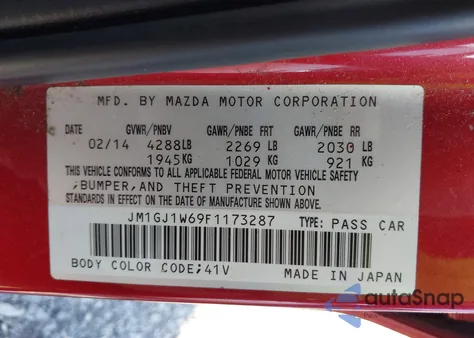 MFD. BY MAZDA MOTOR CORPORATION
DATE GVWR/PNBV GAWR/PNBE FRT GAWR/PNBE RR
02/14 4288LB 2269 LB 2030LB
1945KG 1029 KG 921 KG
THIS VEHICLE CONFORMS TO ALL APPLICABLE FEDERAL MOTOR VEHICLE SAFETY
,BUMPER,AND THEFT PREVENTION
STANDARDS IN EFFECT ON THE DATE OF MANUFACTURE SHOWN ABOVE.
JM1GJ1W69F1173287 TYPE: PASS CAR
BODY COLOR CODE;41V MADE IN JAPAN
autoSnap